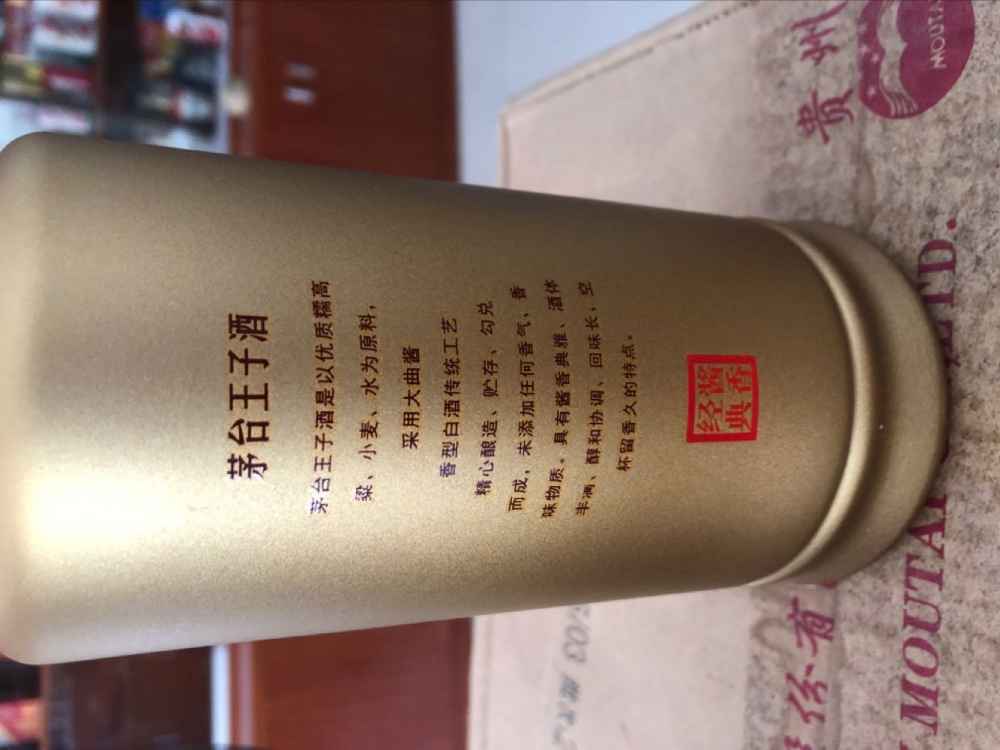 茅台王子酒
茅台王子酒是以优质糯高
粱、小麦、水为原料，
采用大曲酱
香型白酒传统工艺
精心酿造、贮存、勾兑
而成，未添加任何香气、香
味物质。具有酱香典雅、酒体
丰满、醇和协调、回味长，空
杯留香久的特点。
酱香
经典
贵州
MOUTAI
份有
MOUTAI
LTD.